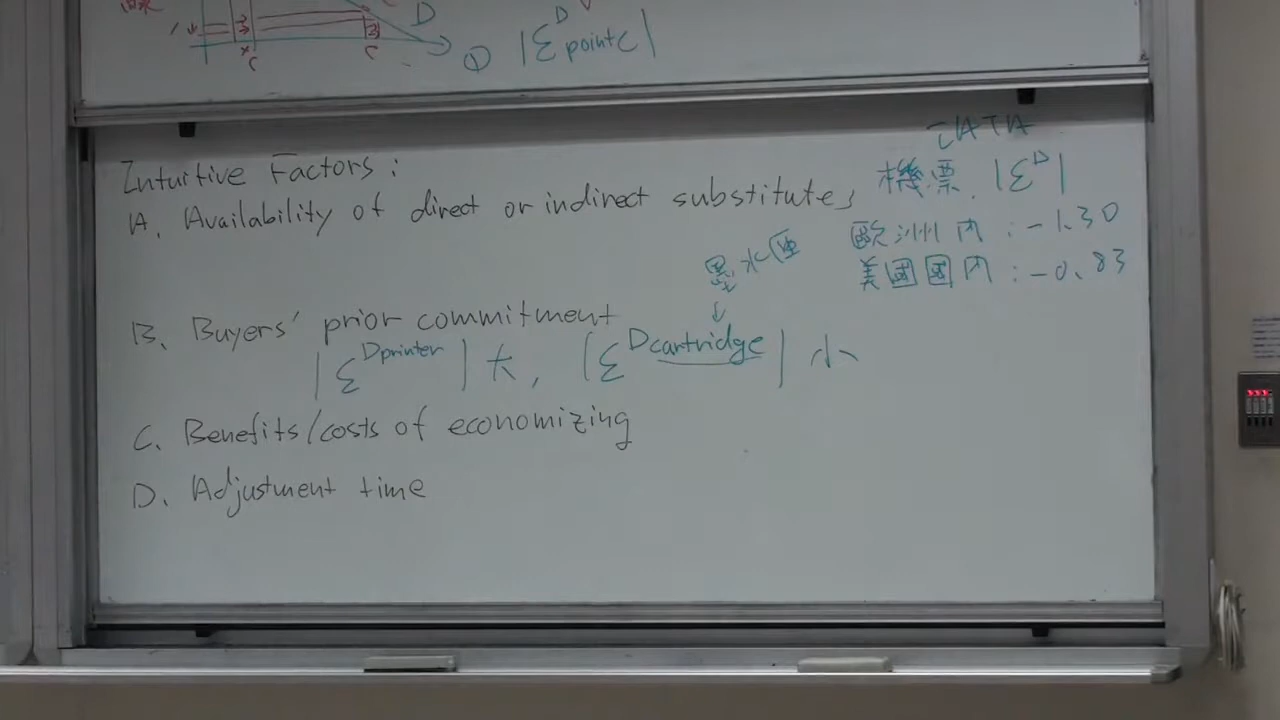 D
C
C
① |Σ^D point C|
Intuitive Factors :
A. Availability of direct or indirect substitutes
IATA
機票. |Σ^D|
歐洲內 : -1.30
美國國內 : -0.83
墨水匣
↓
B. Buyers' prior commitment
|Σ^D printer| 大, |Σ^D cartridge| 小
C. Benefits/costs of economizing
D. Adjustment time